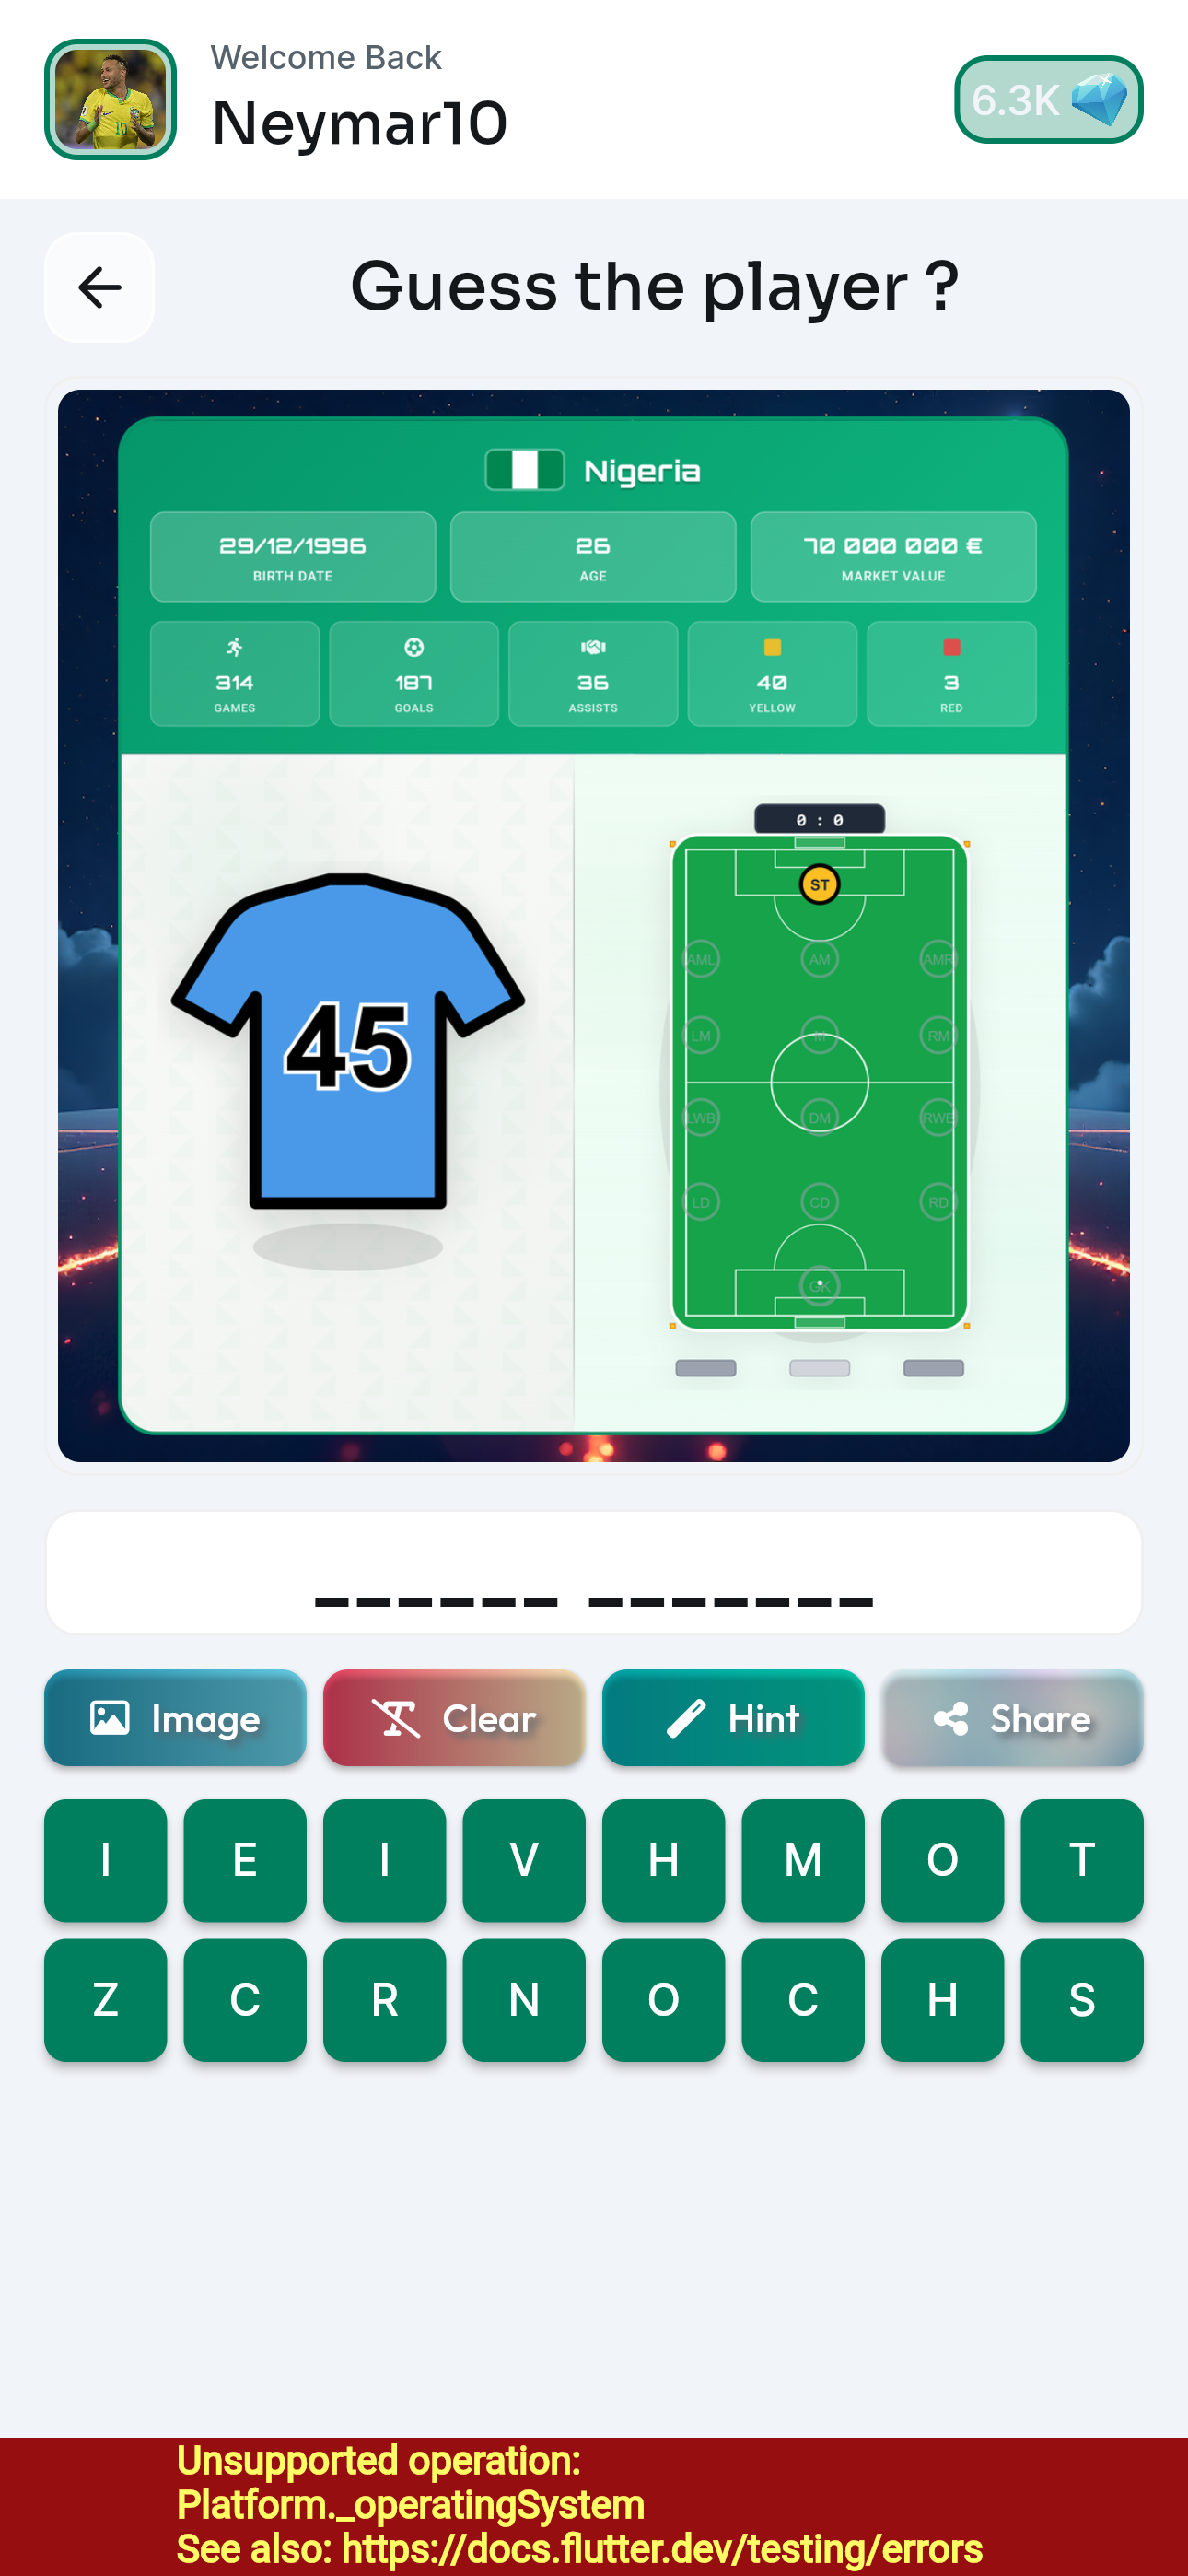 Welcome Back
Neymar10
6.3K
Guess the player ?
Nigeria
29/12/1996
BIRTH DATE
26
AGE
70 000 000 €
MARKET VALUE
314
GAMES
187
GOALS
36
ASSISTS
40
YELLOW
3
RED
45
0 : 0
ST
AML
AM
AMR
LM
M
RM
LWB
DM
RWB
LD
CD
RD
GK
______ _______
Image
Clear
Hint
Share
I
E
I
V
H
M
O
T
Z
C
R
N
O
C
H
S
Unsupported operation:
Platform._operatingSystem
See also: https://docs.flutter.dev/testing/errors